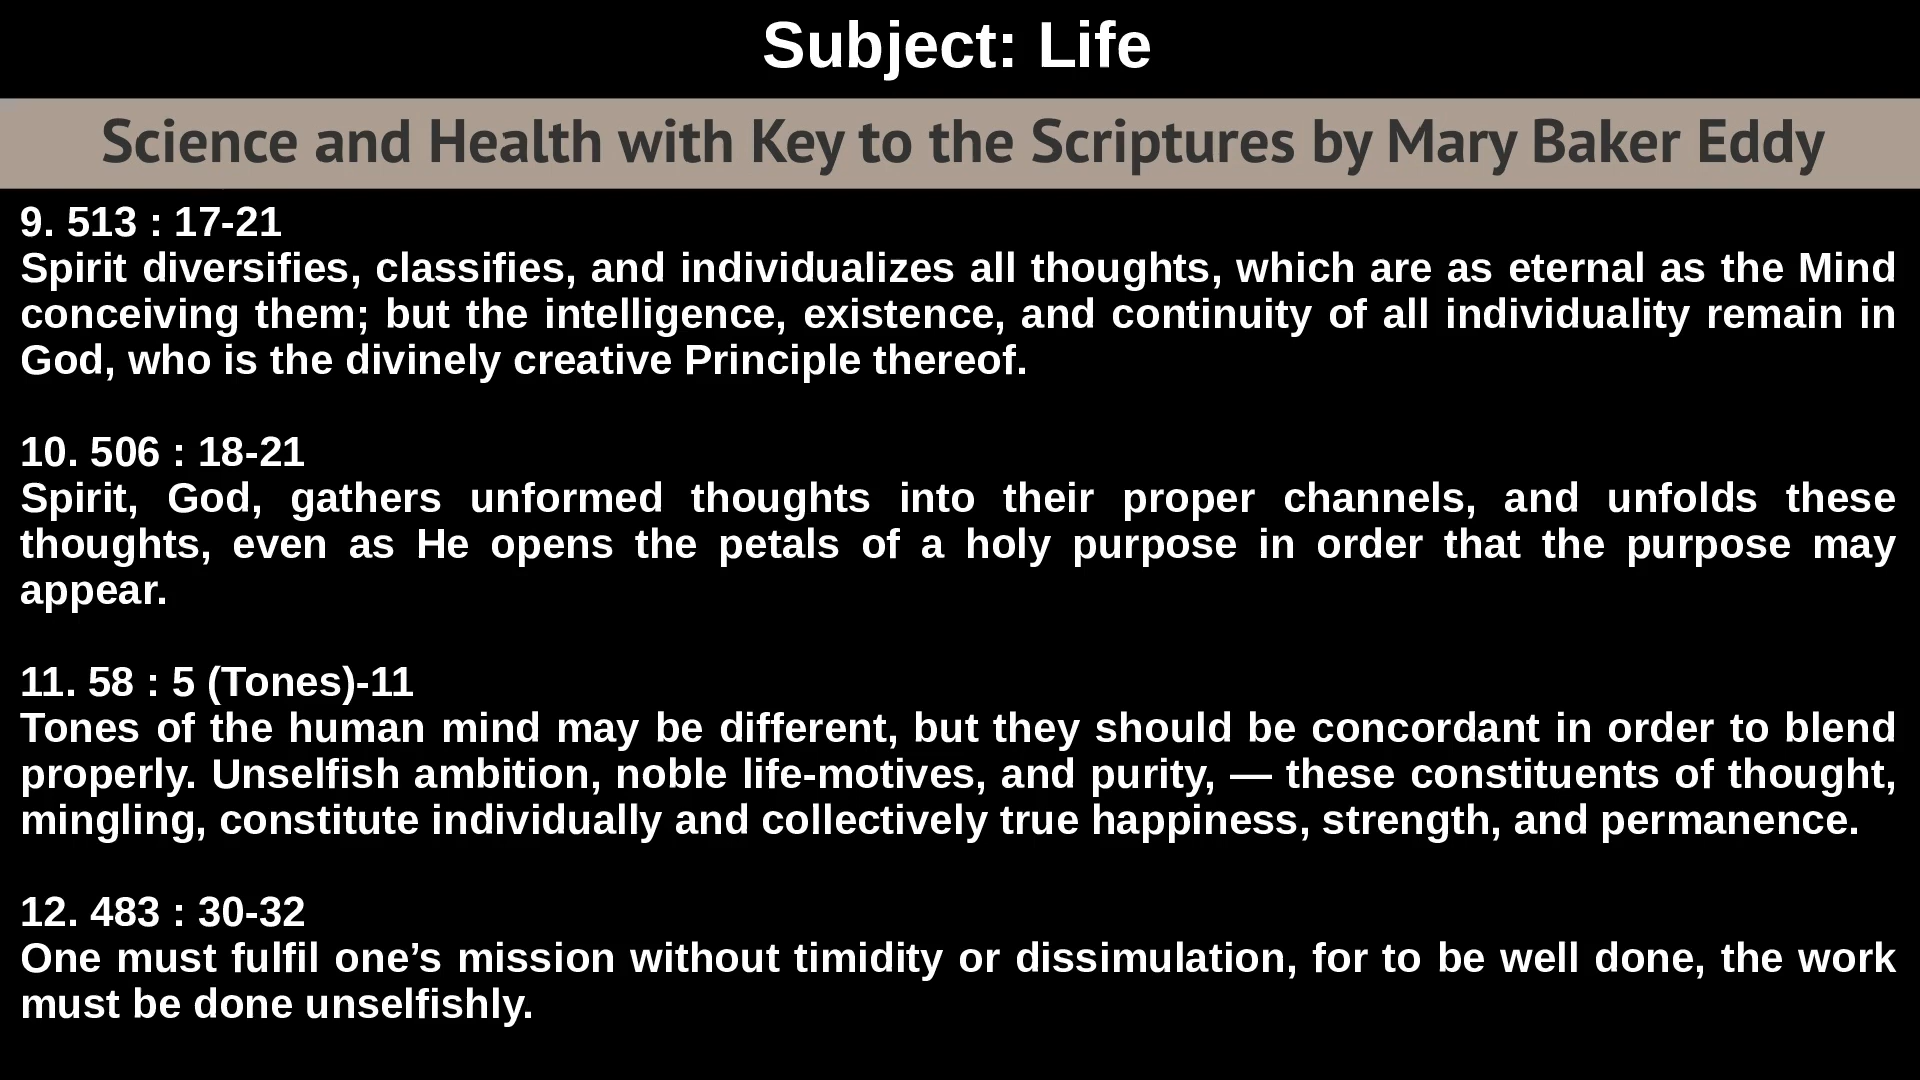 Subject: Life
Science and Health with Key to the Scriptures by Mary Baker Eddy
9. 513 : 17-21
Spirit diversifies, classifies, and individualizes all thoughts, which are as eternal as the Mind
conceiving them; but the intelligence, existence, and continuity of all individuality remain in
God, who is the divinely creative Principle thereof.
10. 506 : 18-21
Spirit, God, gathers unformed thoughts into their proper channels, and unfolds these
thoughts, even as He opens the petals of a holy purpose in order that the purpose may
appear.
11. 58 : 5 (Tones)-11
Tones of the human mind may be different, but they should be concordant in order to blend
properly. Unselfish ambition, noble life-motives, and purity, — these constituents of thought,
mingling, constitute individually and collectively true happiness, strength, and permanence.
12. 483 : 30-32
One must fulfil one’s mission without timidity or dissimulation, for to be well done, the work
must be done unselfishly.